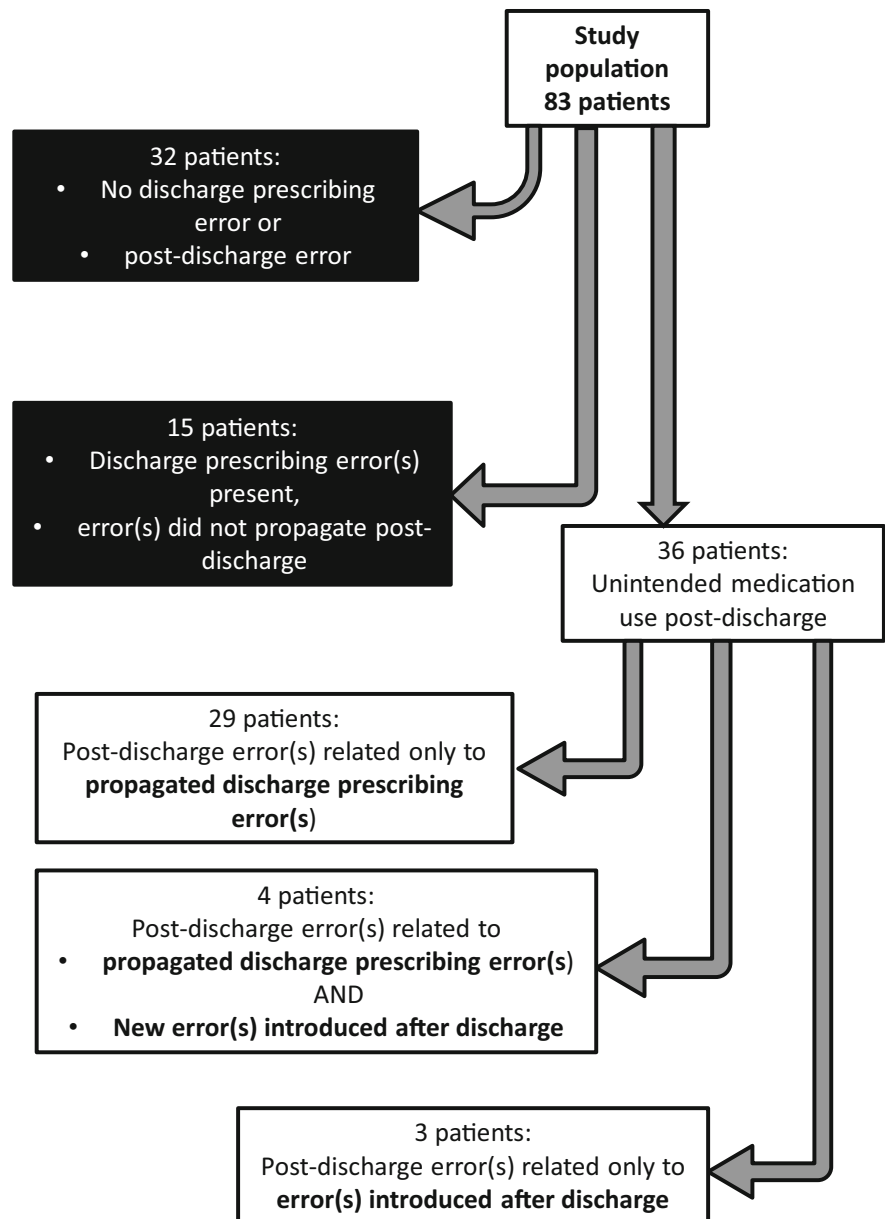 Study
population
83 patients
32 patients:
• No discharge prescribing
error or
• post-discharge error
15 patients:
• Discharge prescribing error(s)
present,
• error(s) did not propagate post-
discharge
36 patients:
Unintended medication
use post-discharge
29 patients:
Post-discharge error(s) related only to
propagated discharge prescribing
error(s)
4 patients:
Post-discharge error(s) related to
• propagated discharge prescribing error(s)
AND
• New error(s) introduced after discharge
3 patients:
Post-discharge error(s) related only to
error(s) introduced after discharge